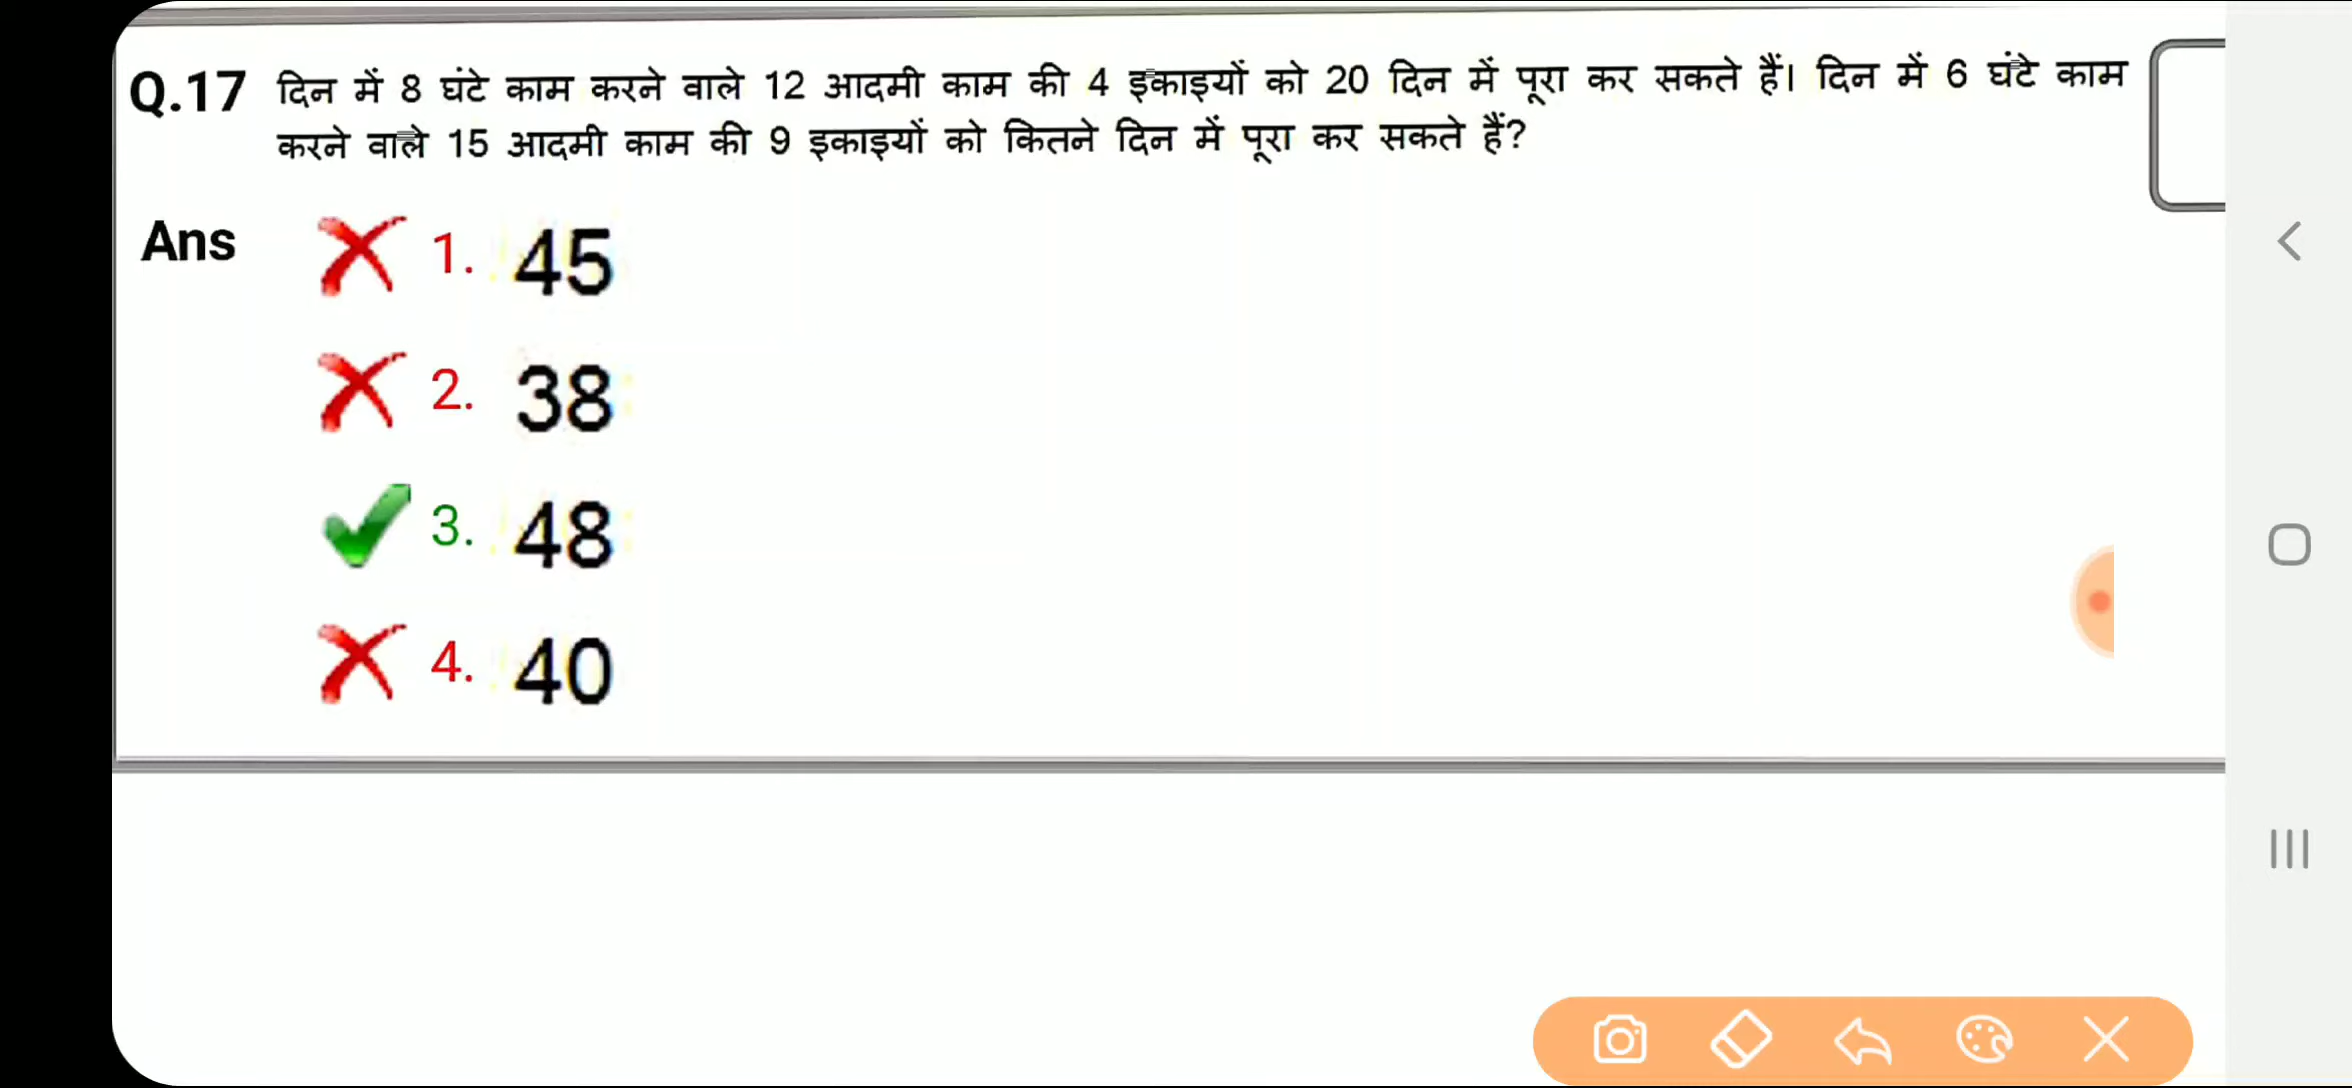 Q.17 दिन में 8 घंटे काम करने वाले 12 आदमी काम की 4 इकाइयों को 20 दिन में पूरा कर सकते हैं। दिन में 6 घंटे काम
करने वाले 15 आदमी काम की 9 इकाइयों को कितने दिन में पूरा कर सकते हैं?
Ans 1. 45
2. 38
3. 48
4. 40